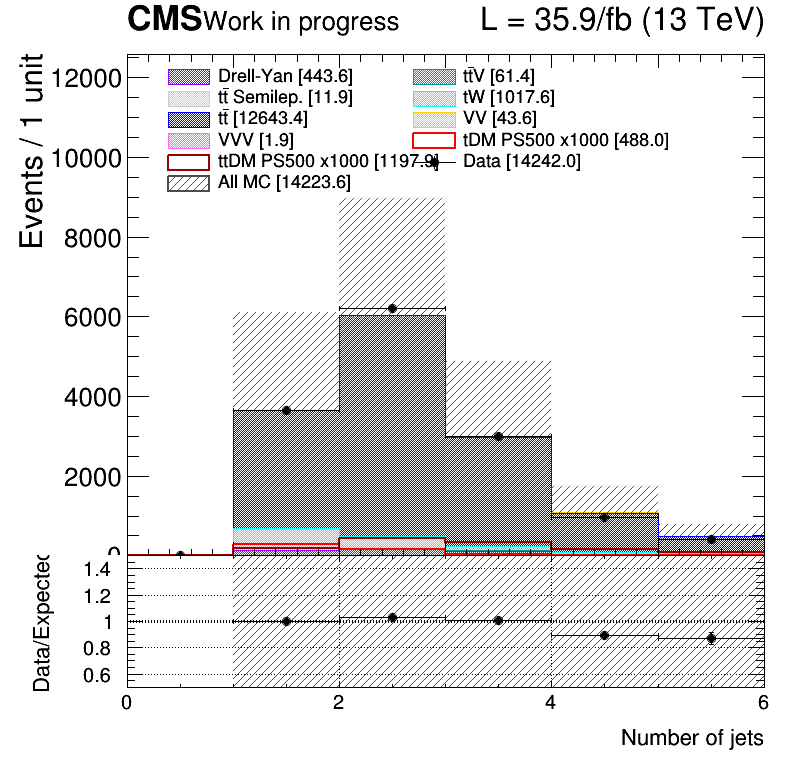 CMS Work in progress L = 35.9/fb (13 TeV)
Events / 1 unit
12000
10000
8000
6000
4000
2000
0
Drell-Yan [443.6]
tt̄V [61.4]
tt̄ Semilep. [11.9]
tW [1017.6]
tt̄ [12643.4]
VV [43.6]
VVV [1.9]
tDM PS500 x1000 [488.0]
ttDM PS500 x1000 [1197.9]
Data [14242.0]
All MC [14223.6]
Data/Expected
1.4
1.2
1
0.8
0.6
0 2 4 6
Number of jets